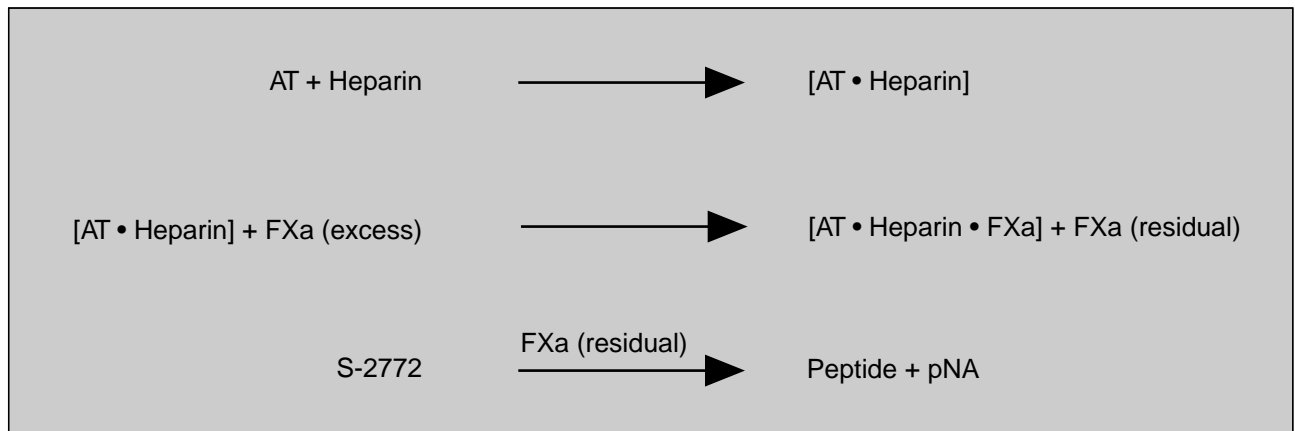 AT + Heparin [AT • Heparin]
[AT • Heparin] + FXa (excess) [AT • Heparin • FXa] + FXa (residual)
FXa (residual)
S-2772 Peptide + pNA